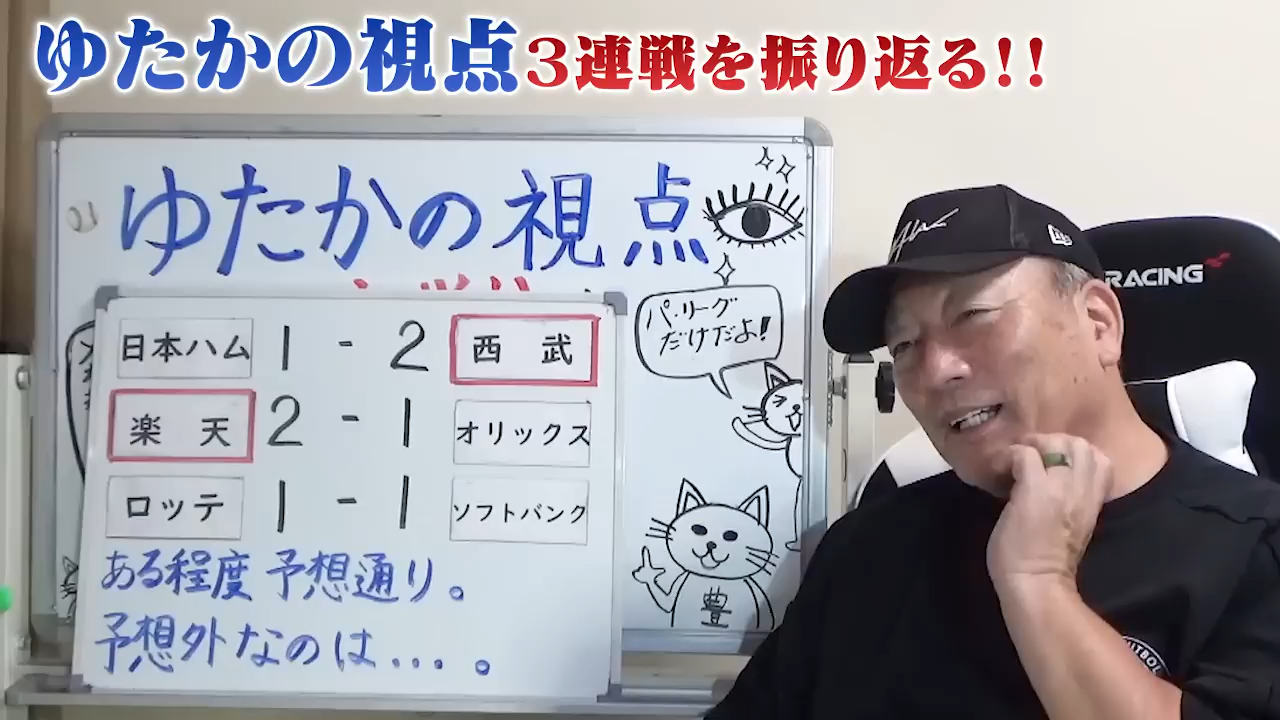 ゆたかの視点3連戦を振り返る!!
ゆたかの視点
パ・リーグ
だけだよ!
日本ハム 1 - 2 西武
楽天 2 - 1 オリックス
ロッテ 1 - 1 ソフトバンク
ある程度予想通り。
予想外なのは....。
豊
RACING